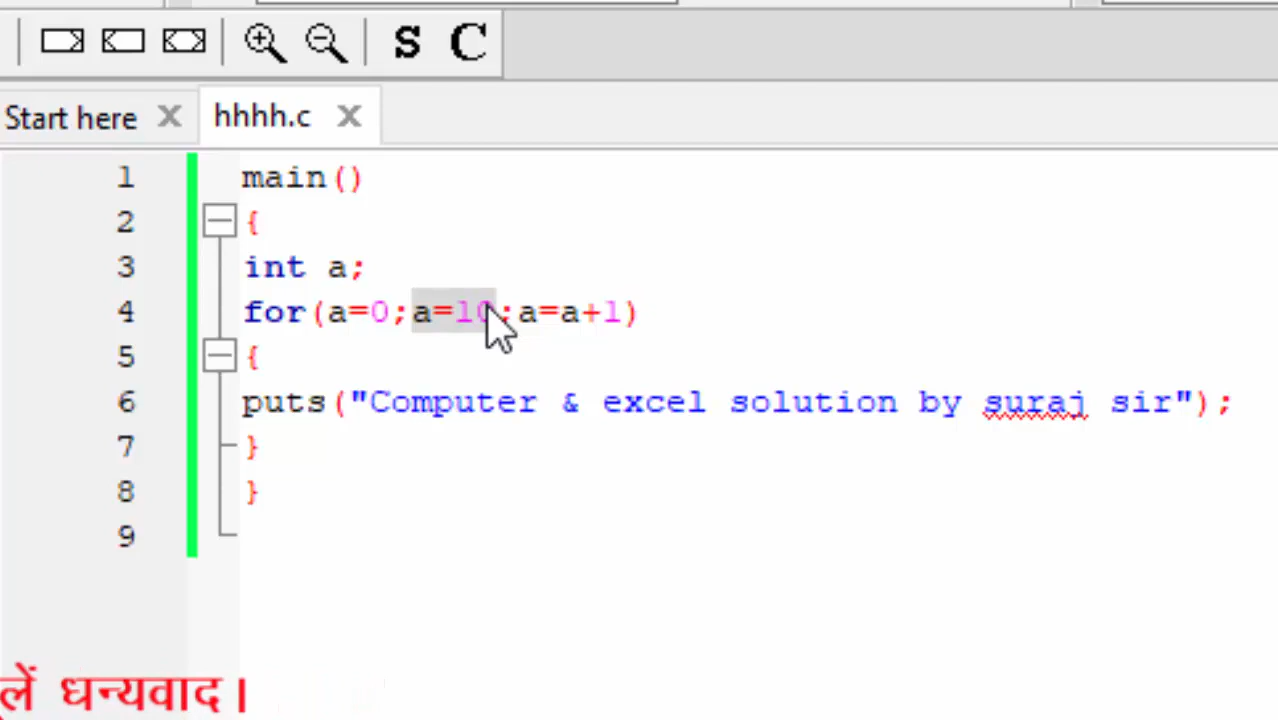 S C
Start here hhhh.c
1 main()
2 {
3 int a;
4 for(a=0;a=10;a=a+1)
5 {
6 puts("Computer & excel solution by suraj sir");
7 }
8 }
9
लें धन्यवाद।